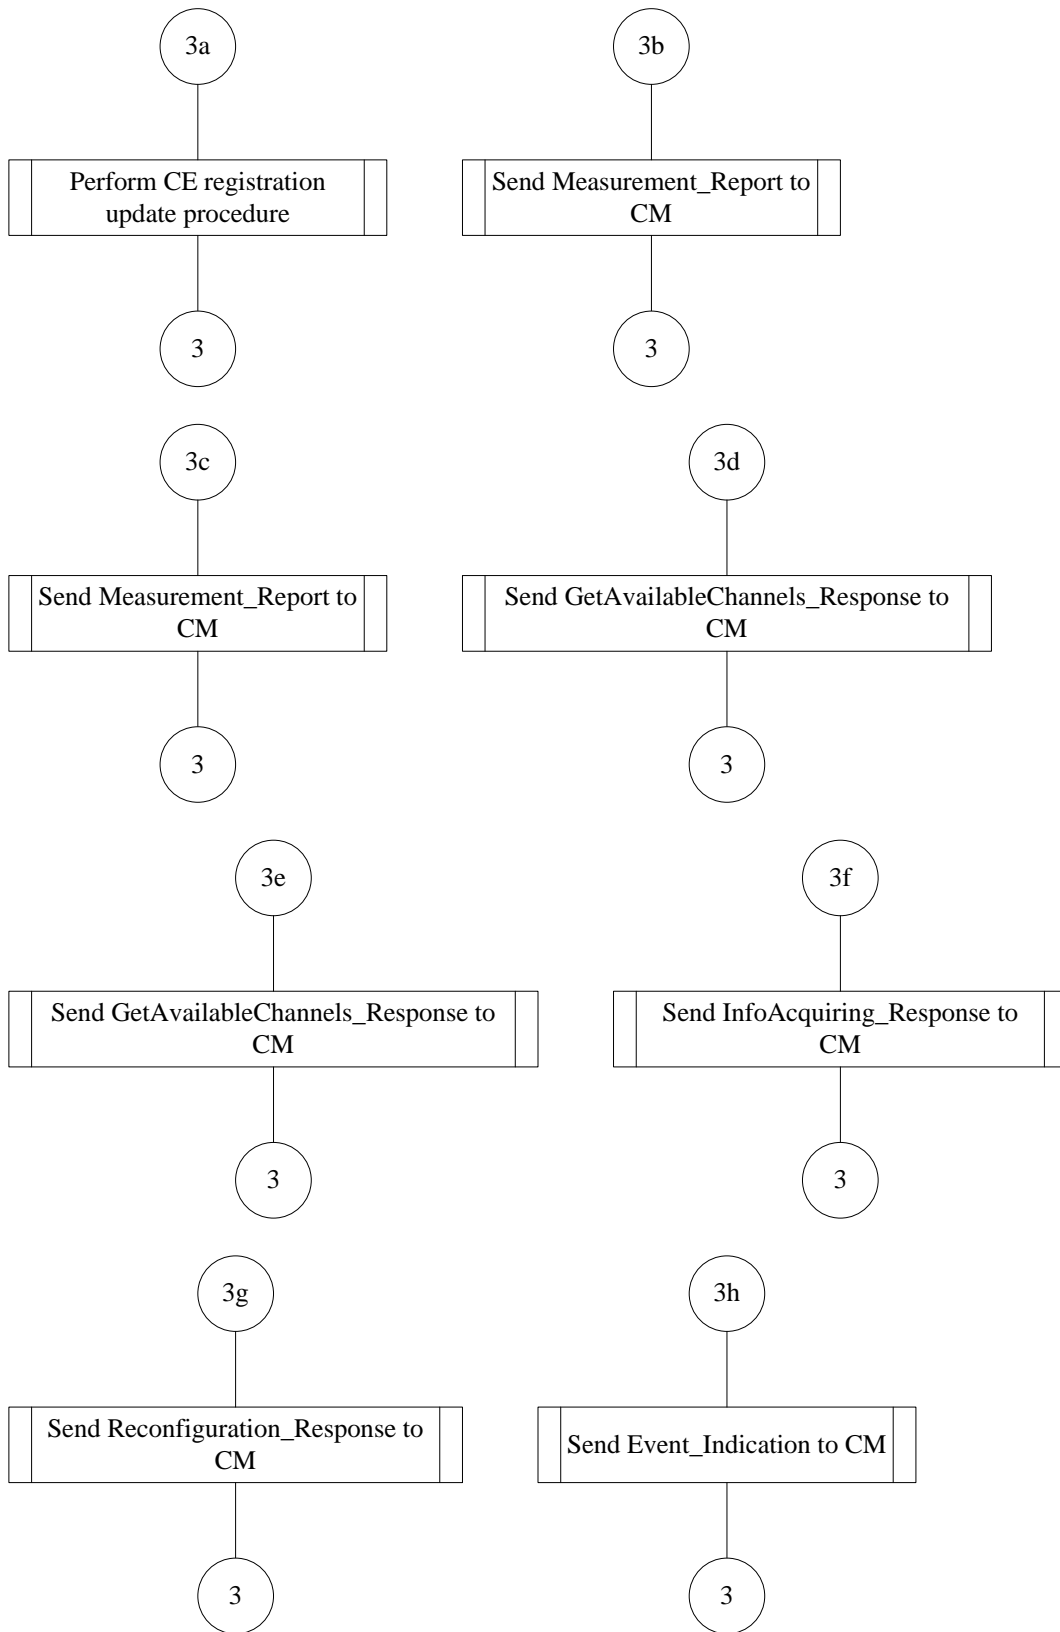 3a
3b
Perform CE registration
update procedure
Send Measurement_Report to
CM
3
3
3c
3d
Send Measurement_Report to
CM
Send GetAvailableChannels_Response to
CM
3
3
3e
3f
Send GetAvailableChannels_Response to
CM
Send InfoAcquiring_Response to
CM
3
3
3g
3h
Send Reconfiguration_Response to
CM
Send Event_Indication to CM
3
3